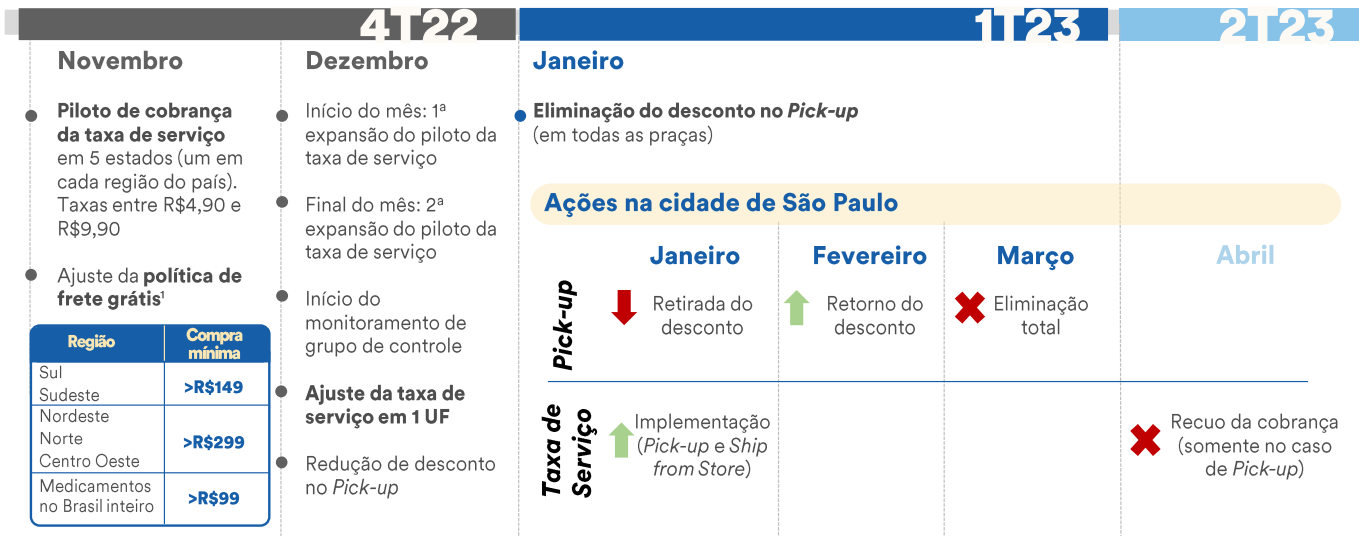 4T22
1T23
2T23
Novembro
Piloto de cobrança
da taxa de serviço
em 5 estados (um em
cada região do país).
Taxas entre R$4,90 e
R$9,90
Ajuste da política de
frete grátis¹
Região
Compra
mínima
Sul
Sudeste
>R$149
Nordeste
Norte
Centro Oeste
>R$299
Medicamentos
no Brasil inteiro
>R$99
Dezembro
Início do mês: 1ª
expansão do piloto da
taxa de serviço
Final do mês: 2ª
expansão do piloto da
taxa de serviço
Início do
monitoramento de
grupo de controle
Ajuste da taxa de
serviço em 1 UF
Redução de desconto
no Pick-up
Janeiro
Eliminação do desconto no Pick-up
(em todas as praças)
Ações na cidade de São Paulo
Janeiro
Fevereiro
Março
Abril
Pick-up
Retirada do
desconto
Retorno do
desconto
Eliminação
total
Taxa de
Serviço
Implementação
(Pick-up e Ship
from Store)
Recuo da cobrança
(somente no caso
de Pick-up)